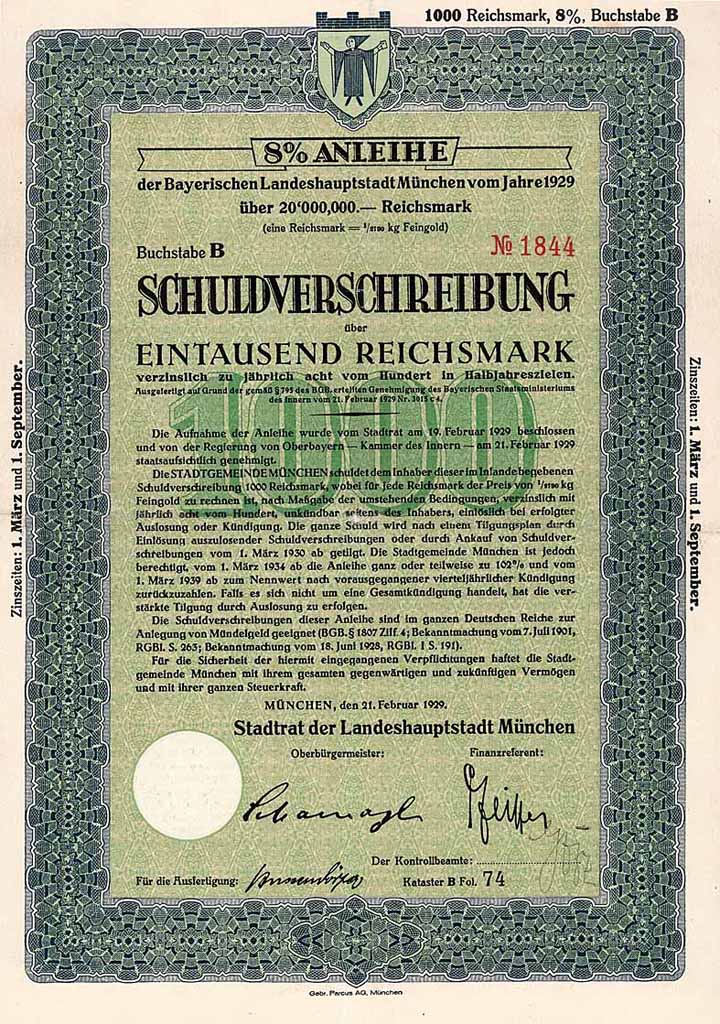 1000 Reichsmark, 8%, Buchstabe B
8% ANLEIHE
der Bayerischen Landeshauptstadt München vom Jahre 1929
über 20'000,000.— Reichsmark
(eine Reichsmark = 1/2790 kg Feingold)
Buchstabe B
№ 1844
SCHULDVERSCHREIBUNG
über
EINTAUSEND REICHSMARK
verzinslich zu jährlich acht vom Hundert in Halbjahreszielen.
Ausgefertigt auf Grund der gemäß § 795 des BGB. erteilten Genehmigung des Bayerischen Staatsministeriums
des Innern vom 21. Februar 1929 Nr. 3015 c 4.
1000
Die Aufnahme der Anleihe wurde vom Stadtrat am 19. Februar 1929 beschlossen
und von der Regierung von Oberbayern — Kammer des Innern — am 21. Februar 1929
staatsaufsichtlich genehmigt.
Die STADTGEMEINDE MÜNCHEN schuldet dem Inhaber dieser im Inlande begebenen
Schuldverschreibung 1000 Reichsmark, wobei für jede Reichsmark der Preis von 1/2790 kg
Feingold zu rechnen ist, nach Maßgabe der umstehenden Bedingungen, verzinslich mit
jährlich acht vom Hundert, unkündbar seitens des Inhabers, einlöslich bei erfolgter
Auslosung oder Kündigung. Die ganze Schuld wird nach einem Tilgungsplan durch
Einlösung auszulosender Schuldverschreibungen oder durch Ankauf von Schuldver-
schreibungen vom 1. März 1930 ab getilgt. Die Stadtgemeinde München ist jedoch
berechtigt, vom 1. März 1934 ab die Anleihe ganz oder teilweise zu 102% und vom
1. März 1939 ab zum Nennwert nach vorausgegangener vierteljährlicher Kündigung
zurückzuzahlen. Falls es sich nicht um eine Gesamtkündigung handelt, hat die ver-
stärkte Tilgung durch Auslosung zu erfolgen.
Die Schuldverschreibungen dieser Anleihe sind im ganzen Deutschen Reiche zur
Anlegung von Mündelgeld geeignet (BGB. § 1807 Ziff. 4; Bekanntmachung vom 7. Juli 1901,
RGBl. S. 263; Bekanntmachung vom 18. Juni 1928, RGBl. I S. 191).
Für die Sicherheit der hiermit eingegangenen Verpflichtungen haftet die Stadt-
gemeinde München mit ihrem gesamten gegenwärtigen und zukünftigen Vermögen
und mit ihrer ganzen Steuerkraft.
MÜNCHEN, den 21. Februar 1929.
Stadtrat der Landeshauptstadt München
Oberbürgermeister:
Finanzreferent:
Scharnagl
Pfeiffer
Der Kontrollbeamte:
Für die Ausfertigung:
Kataster B Fol. 74
Zinszeiten: 1. März und 1. September.
Zinszeiten: 1. März und 1. September.
Gebr. Parcus AG, München